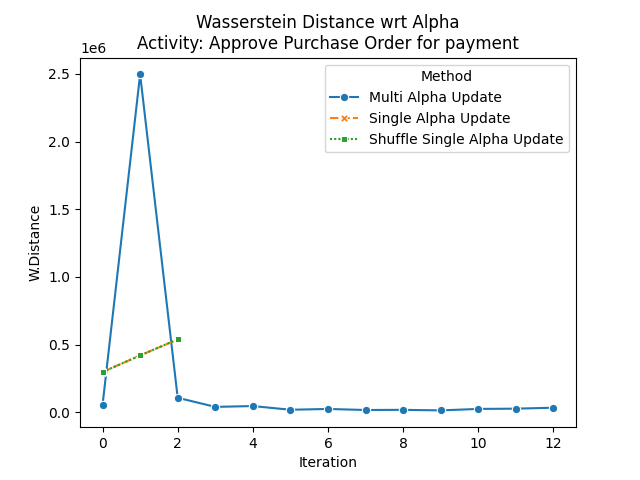 Wasserstein Distance wrt Alpha
Activity: Approve Purchase Order for payment
1e6
2.5
2.0
1.5
1.0
0.5
0.0
W.Distance
Method
Multi Alpha Update
Single Alpha Update
Shuffle Single Alpha Update
0 2 4 6 8 10 12
Iteration